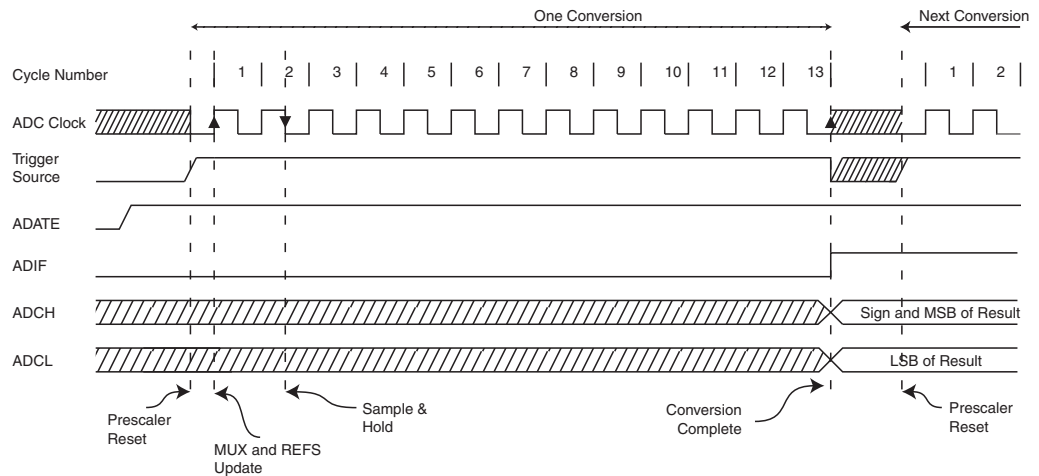 One Conversion
Next Conversion
Cycle Number
1 2 3 4 5 6 7 8 9 10 11 12 13 1 2
ADC Clock
Trigger
Source
ADATE
ADIF
ADCH
Sign and MSB of Result
ADCL
LSB of Result
Prescaler
Reset
MUX and REFS
Update
Sample &
Hold
Conversion
Complete
Prescaler
Reset